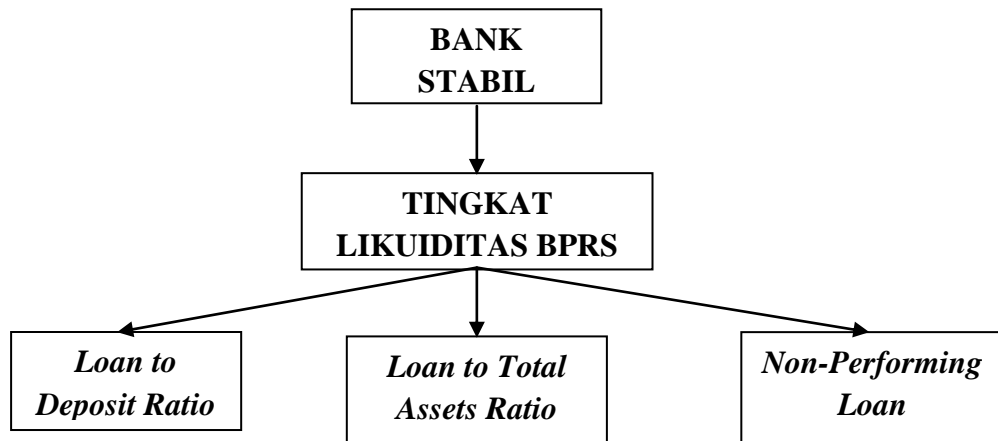 BANK
STABIL
TINGKAT
LIKUIDITAS BPRS
Loan to
Deposit Ratio
Loan to Total
Assets Ratio
Non-Performing
Loan